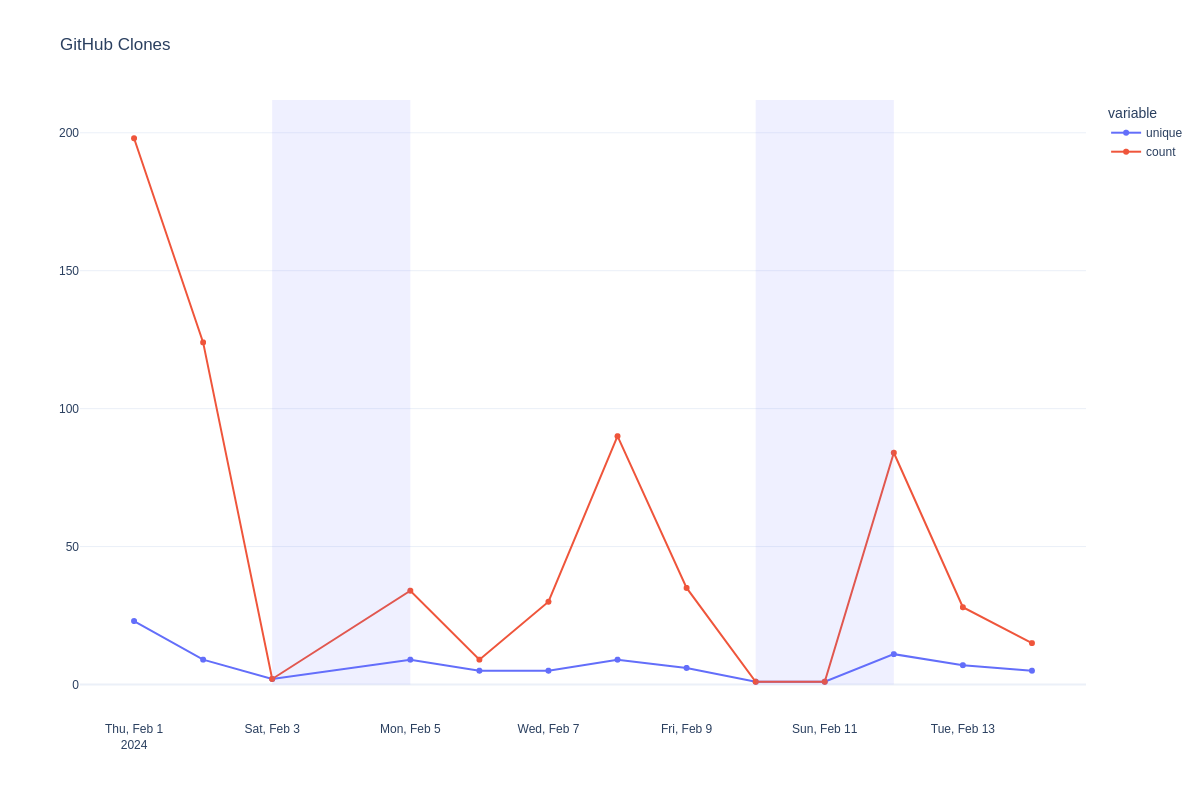 GitHub Clones
variable
unique
count
200
150
100
50
0
Thu, Feb 1
2024
Sat, Feb 3
Mon, Feb 5
Wed, Feb 7
Fri, Feb 9
Sun, Feb 11
Tue, Feb 13